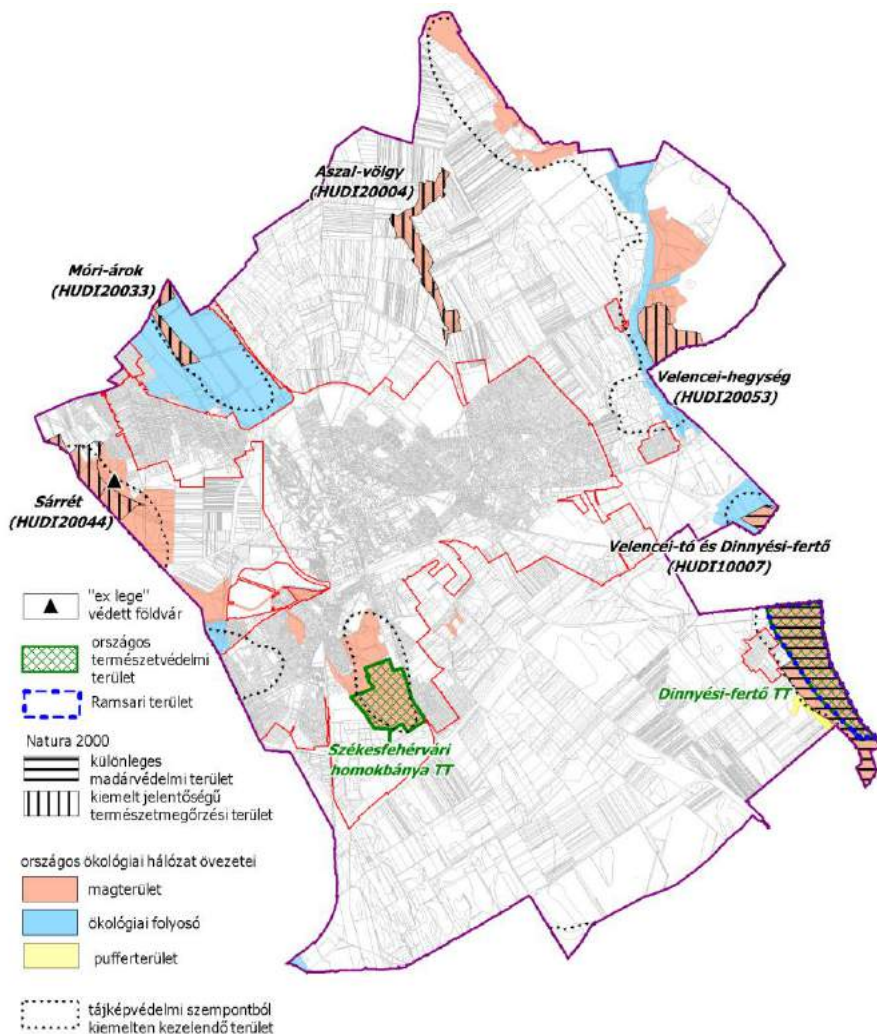 Aszal-völgy
(HUDI20004)
Móri-árok
(HUDI20033)
Velencei-hegység
(HUDI20053)
Sárrét
(HUDI20044)
Velencei-tó és Dinnyési-fertő
(HUDI10007)
Dinnyési-fertő TT
Székesfehérvári
homokbánya TT
"ex lege"
védett földvár
országos
természetvédelmi
terület
Ramsari terület
Natura 2000
különleges
madárvédelmi terület
kiemelt jelentőségű
természetmegőrzési terület
országos ökológiai hálózat övezetei
magterület
ökológiai folyosó
pufferterület
tájképvédelmi szempontból
kiemelten kezelendő terület